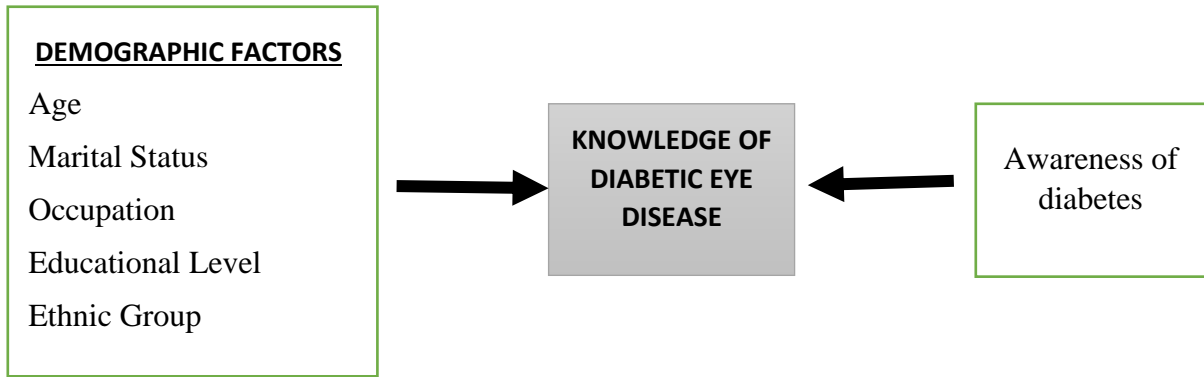 DEMOGRAPHIC FACTORS
Age
Marital Status
Occupation
Educational Level
Ethnic Group
KNOWLEDGE OF
DIABETIC EYE
DISEASE
Awareness of
diabetes